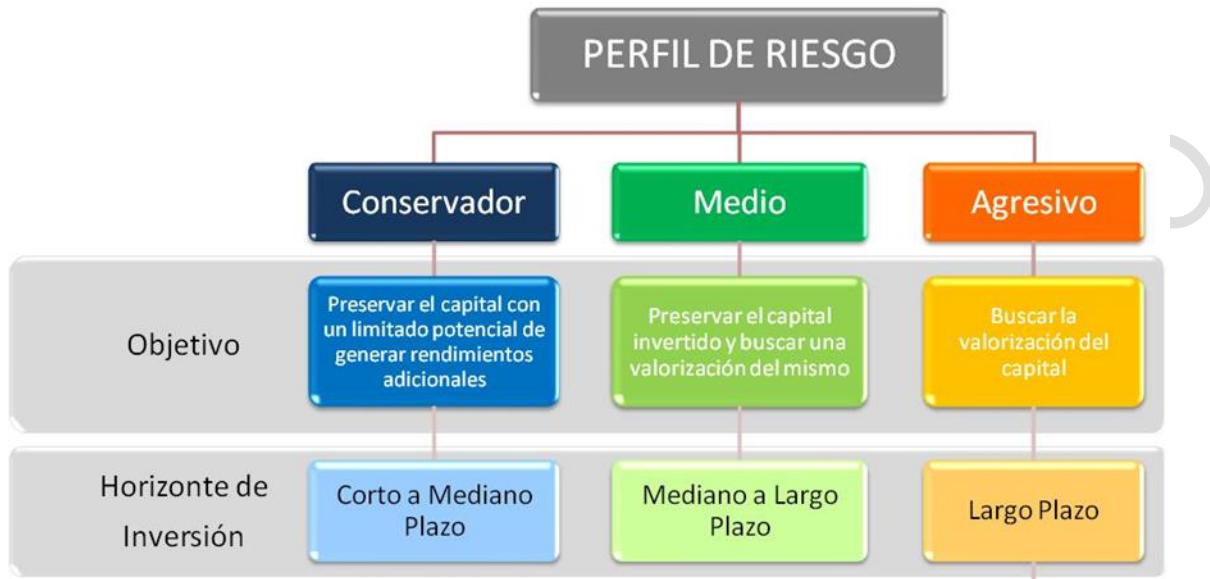 PERFIL DE RIESGO
Conservador
Medio
Agresivo
Objetivo
Preservar el capital con
un limitado potencial de
generar rendimientos
adicionales
Preservar el capital
invertido y buscar una
valorización del mismo
Buscar la
valorización del
capital
Horizonte de
Inversión
Corto a Mediano
Plazo
Mediano a Largo
Plazo
Largo Plazo